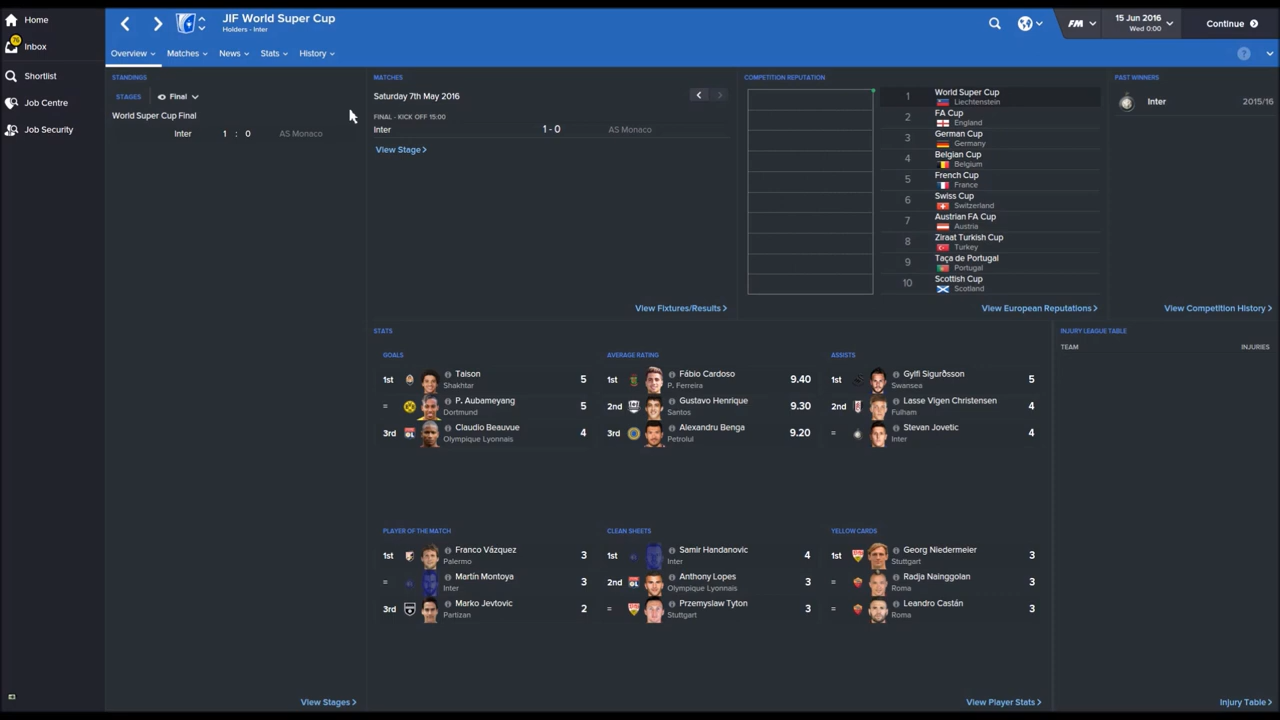 Home
Inbox
76
Shortlist
Job Centre
Job Security
JIF World Super Cup
Holders - Inter
FM
15 Jun 2016
Wed 0:00
Continue
Overview
Matches
News
Stats
History
?
STANDINGS
STAGES
Final
World Super Cup Final
Inter 1 : 0 AS Monaco
View Stages >
MATCHES
Saturday 7th May 2016
FINAL - KICK OFF 15:00
Inter 1 - 0 AS Monaco
View Stage >
View Fixtures/Results >
COMPETITION REPUTATION
1 World Super Cup
Liechtenstein
2 FA Cup
England
3 German Cup
Germany
4 Belgian Cup
Belgium
5 French Cup
France
6 Swiss Cup
Switzerland
7 Austrian FA Cup
Austria
8 Ziraat Turkish Cup
Turkey
9 Taça de Portugal
Portugal
10 Scottish Cup
Scotland
View European Reputations >
PAST WINNERS
Inter 2015/16
View Competition History >
STATS
GOALS
1st Taison 5
Shakhtar
= P. Aubameyang 5
Dortmund
3rd Claudio Beauvue 4
Olympique Lyonnais
AVERAGE RATING
1st Fábio Cardoso 9.40
P. Ferreira
2nd Gustavo Henrique 9.30
Santos
3rd Alexandru Benga 9.20
Petrolul
ASSISTS
1st Gylfi Sigurðsson 5
Swansea
2nd Lasse Vigen Christensen 4
Fulham
= Stevan Jovetic 4
Inter
PLAYER OF THE MATCH
1st Franco Vázquez 3
Palermo
= Martín Montoya 3
Inter
3rd Marko Jevtovic 2
Partizan
CLEAN SHEETS
1st Samir Handanovic 4
Inter
2nd Anthony Lopes 3
Olympique Lyonnais
= Przemyslaw Tyton 3
Stuttgart
YELLOW CARDS
1st Georg Niedermeier 3
Stuttgart
= Radja Nainggolan 3
Roma
= Leandro Castán 3
Roma
View Player Stats >
INJURY LEAGUE TABLE
TEAM INJURIES
Injury Table >